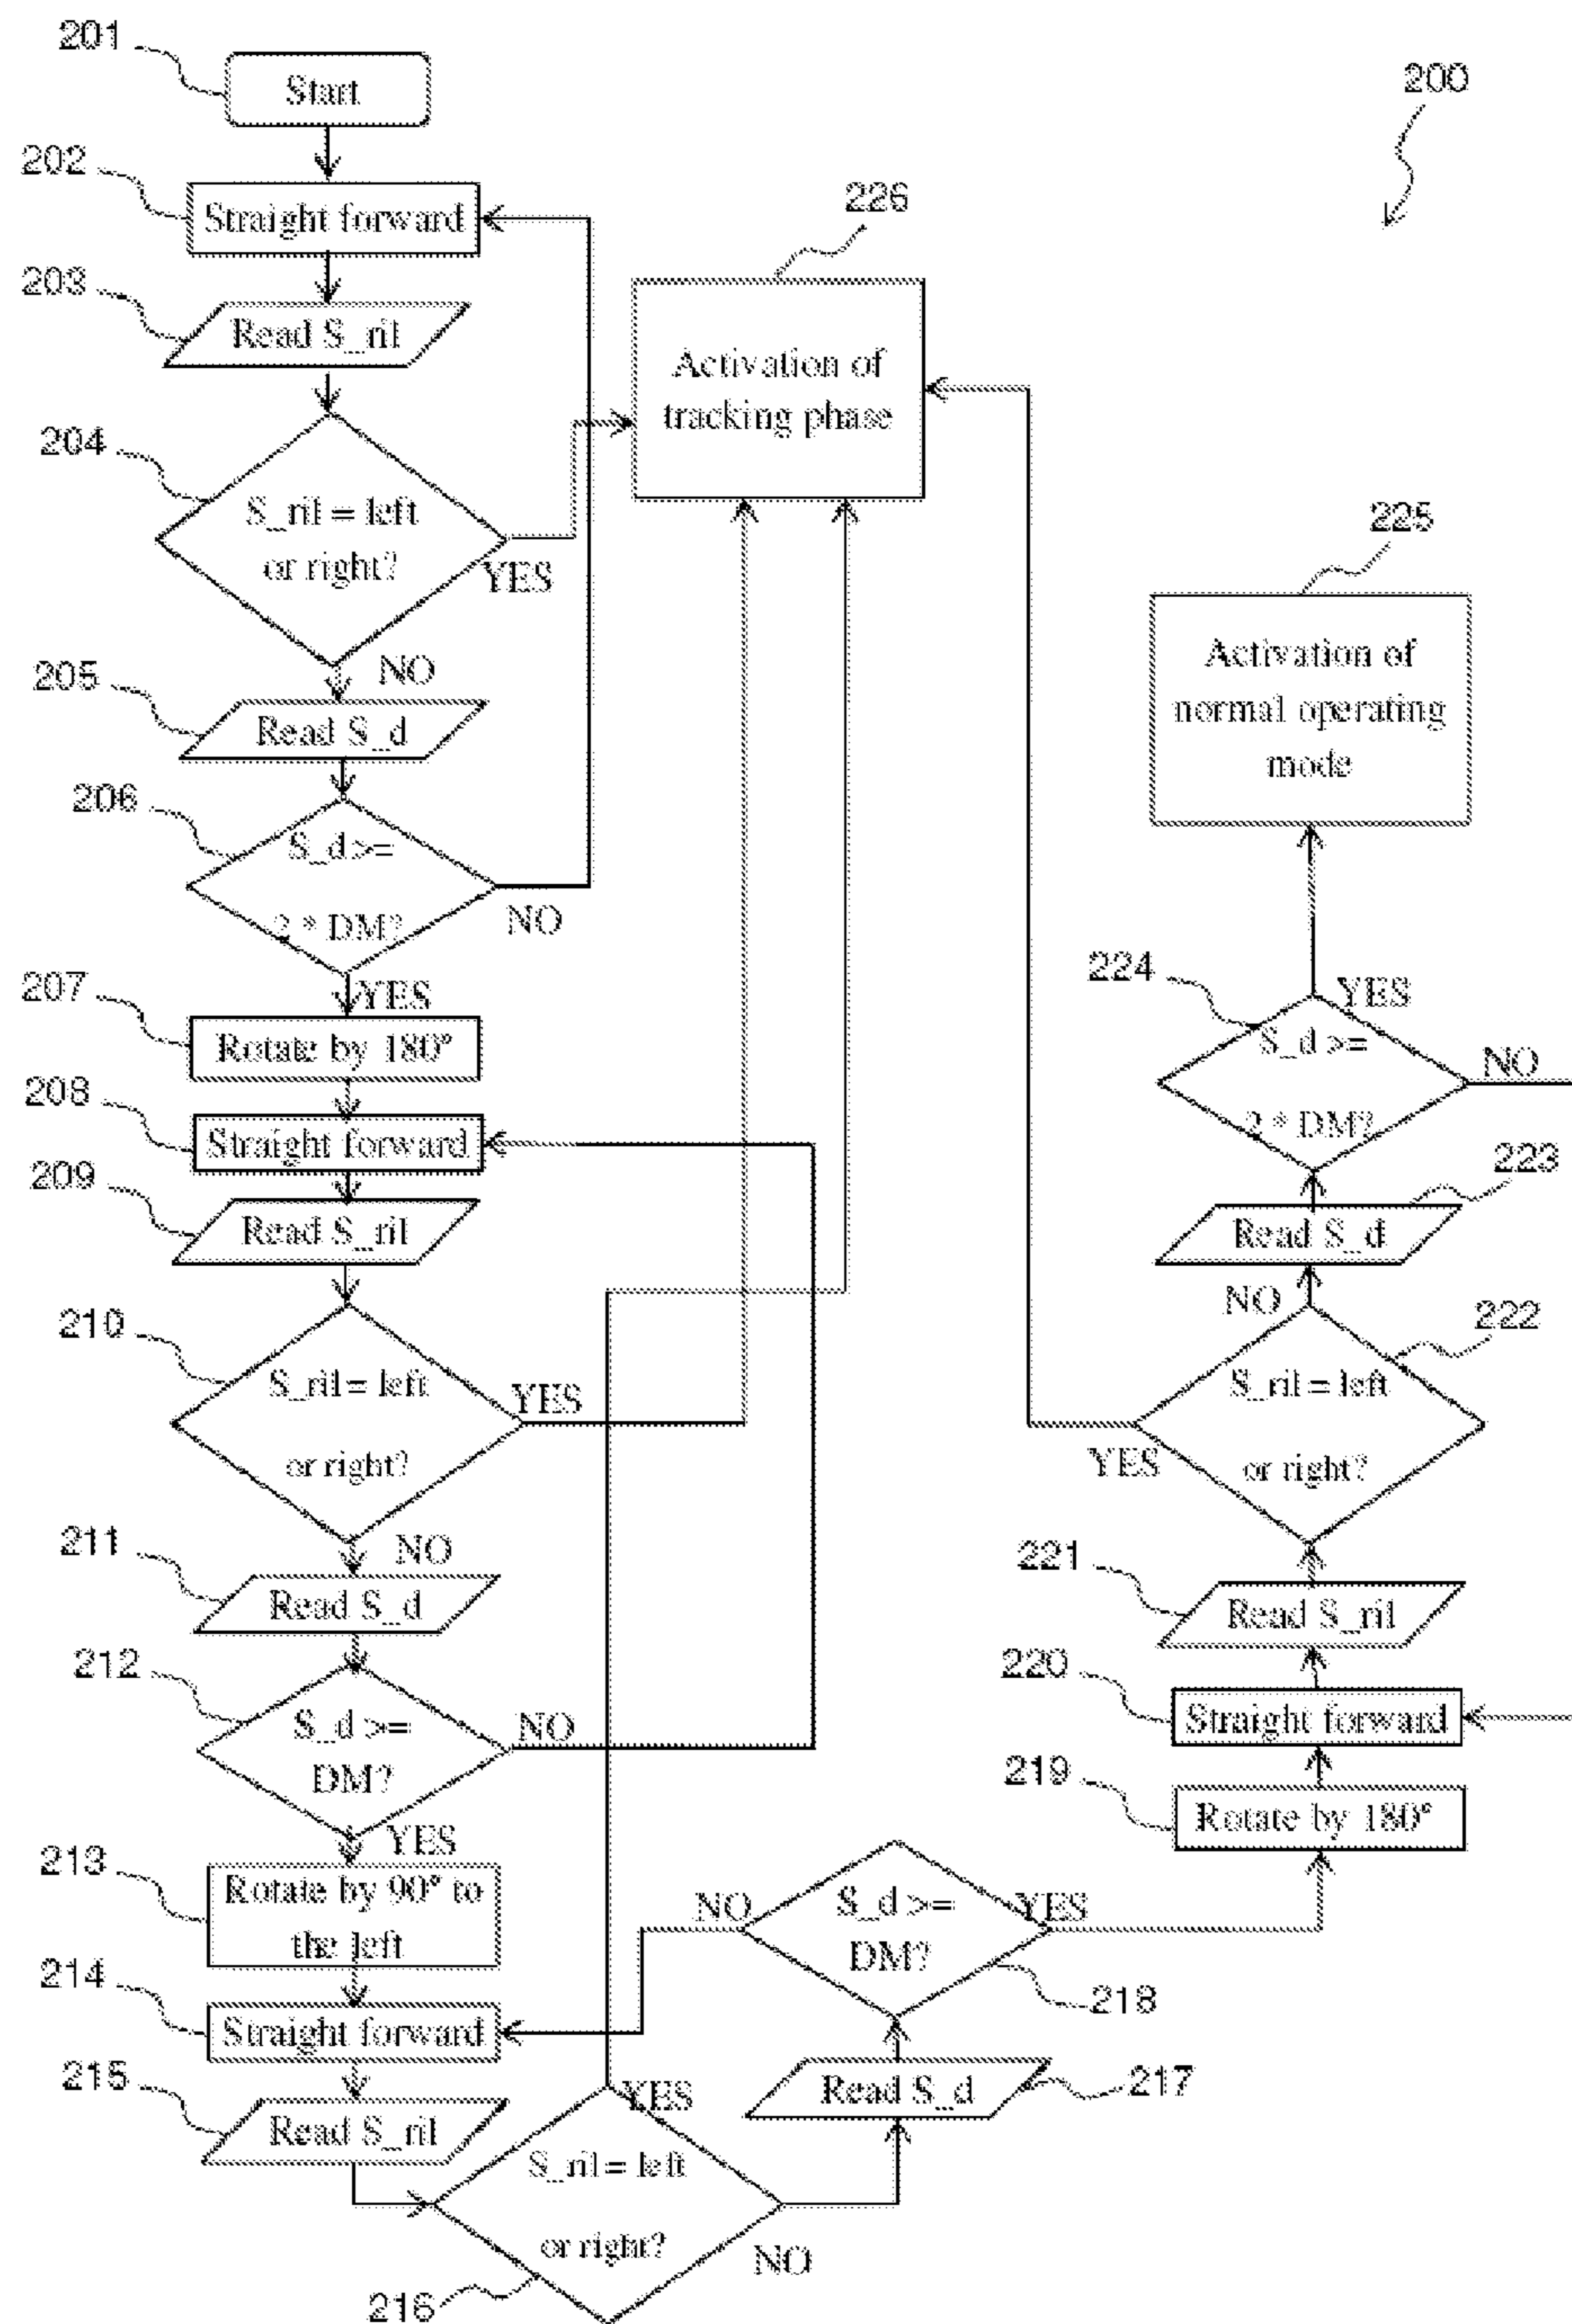 201
Start
200
202
Straight forward
226
203
Read S_ril
Activation of
tracking phase
204
S_ril = left
or right?
YES
NO
205
Read S_d
206
S_d >=
2 * DM?
NO
YES
207
Rotate by 180°
208
Straight forward
209
Read S_ril
210
S_ril = left
or right?
YES
NO
211
Read S_d
212
S_d >=
DM?
NO
YES
213
Rotate by 90° to
the left
214
Straight forward
215
Read S_ril
YES
S_ril = left
or right?
NO
216
Read S_d
217
NO
S_d >=
DM?
YES
218
219
Rotate by 180°
220
Straight forward
221
Read S_ril
222
S_ril = left
or right?
YES
NO
223
Read S_d
224
S_d >=
2 * DM?
YES
NO
225
Activation of
normal operating
mode